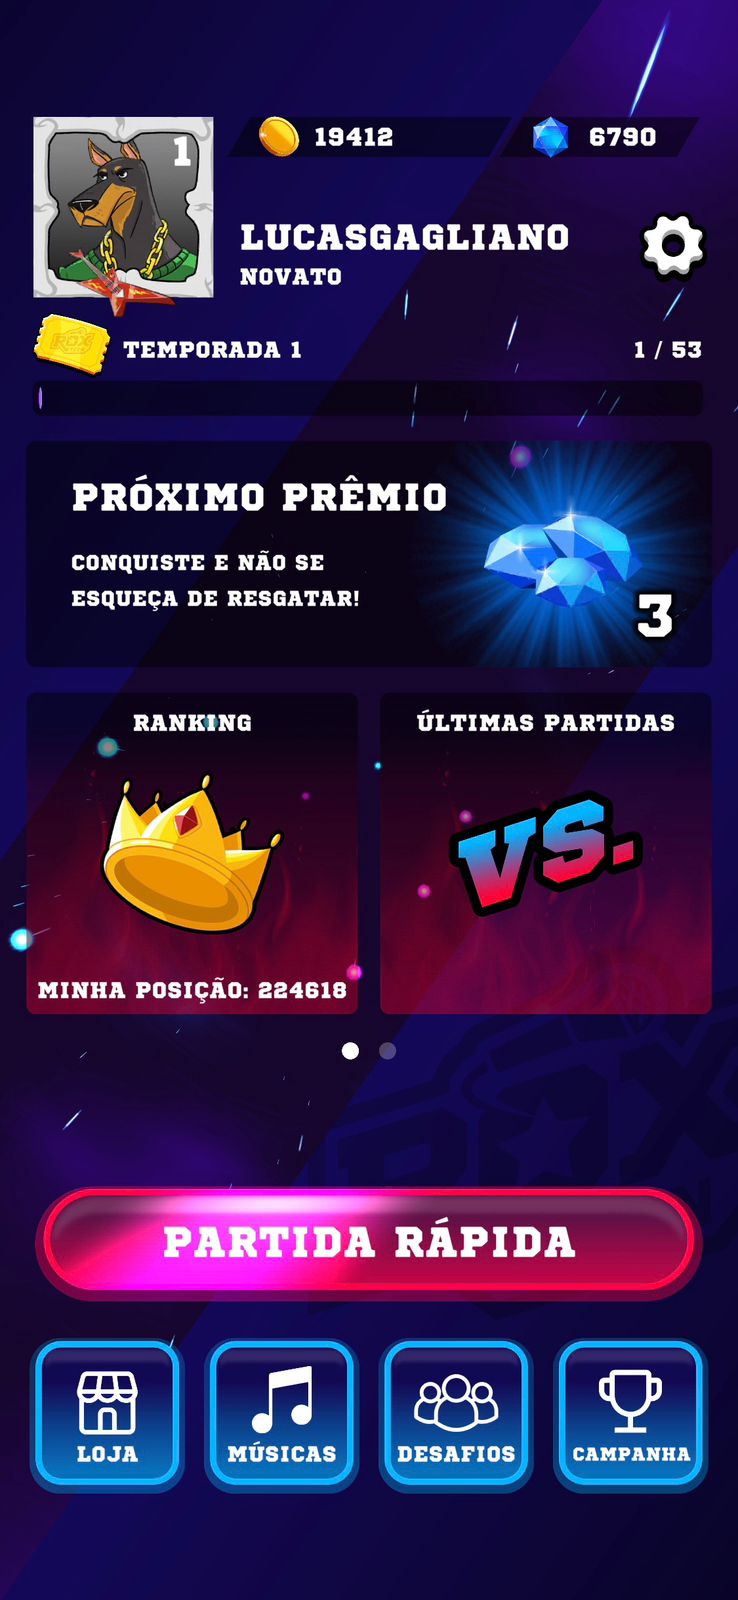 1
19412
6790
LUCASGAGLIANO
NOVATO
ROX
TEMPORADA 1
1 / 53
PRÓXIMO PRÊMIO
CONQUISTE E NÃO SE
ESQUEÇA DE RESGATAR!
3
RANKING
MINHA POSIÇÃO: 224618
ÚLTIMAS PARTIDAS
VS.
PARTIDA RÁPIDA
LOJA
MÚSICAS
DESAFIOS
CAMPANHA